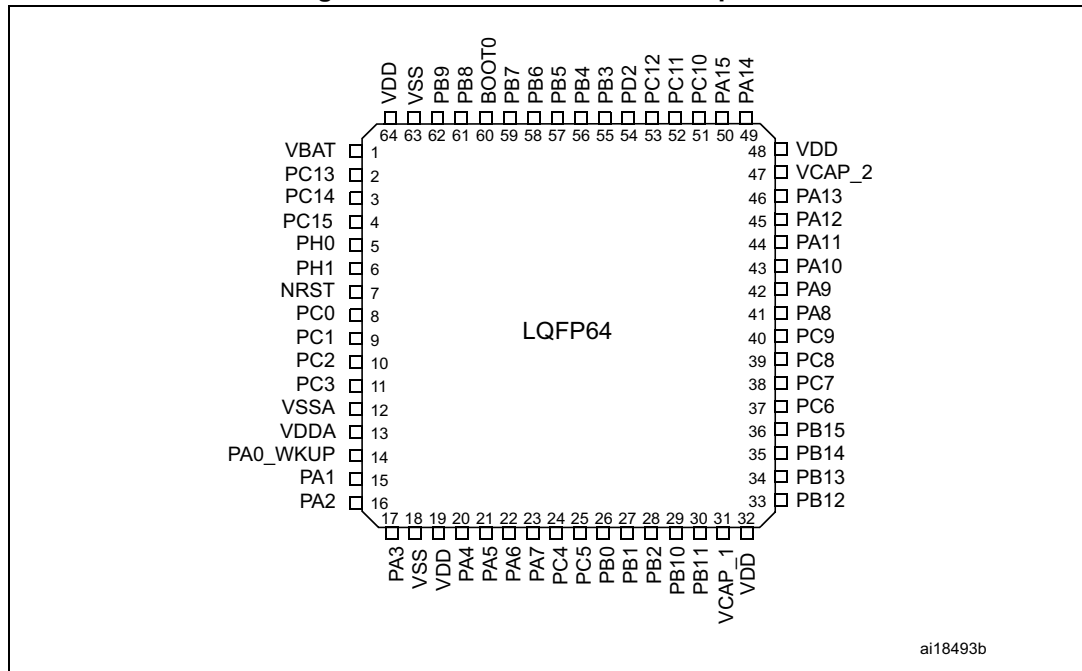 VDD
VSS
PB9
PB8
BOOT0
PB7
PB6
PB5
PB4
PB3
PD2
PC12
PC11
PC10
PA15
PA14
64 63 62 61 60 59 58 57 56 55 54 53 52 51 50 49
VBAT 1
PC13 2
PC14 3
PC15 4
PH0 5
PH1 6
NRST 7
PC0 8
PC1 9
PC2 10
PC3 11
VSSA 12
VDDA 13
PA0_WKUP 14
PA1 15
PA2 16
LQFP64
48 VDD
47 VCAP_2
46 PA13
45 PA12
44 PA11
43 PA10
42 PA9
41 PA8
40 PC9
39 PC8
38 PC7
37 PC6
36 PB15
35 PB14
34 PB13
33 PB12
17 18 19 20 21 22 23 24 25 26 27 28 29 30 31 32
PA3
VSS
VDD
PA4
PA5
PA6
PA7
PC4
PC5
PB0
PB1
PB2
PB10
PB11
VCAP_1
VDD
ai18493b